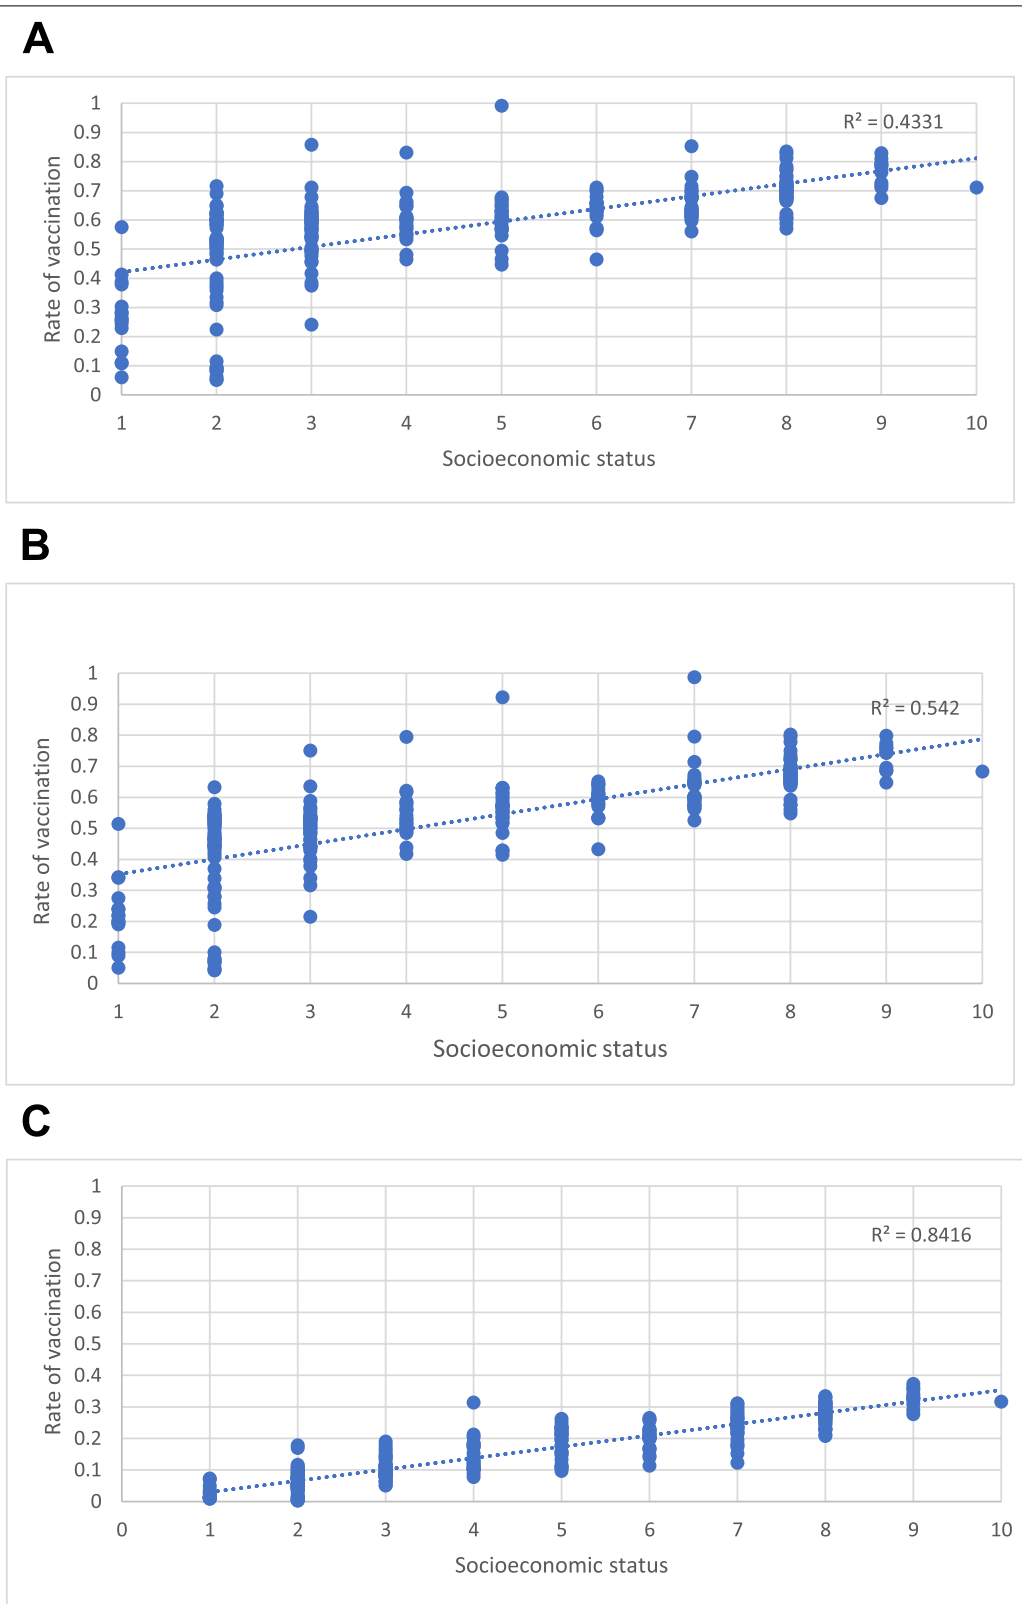 A
R² = 0.4331
Rate of vaccination
1
0.9
0.8
0.7
0.6
0.5
0.4
0.3
0.2
0.1
0
1 2 3 4 5 6 7 8 9 10
Socioeconomic status
B
R² = 0.542
Rate of vaccination
1
0.9
0.8
0.7
0.6
0.5
0.4
0.3
0.2
0.1
0
1 2 3 4 5 6 7 8 9 10
Socioeconomic status
C
R² = 0.8416
Rate of vaccination
1
0.9
0.8
0.7
0.6
0.5
0.4
0.3
0.2
0.1
0
0 1 2 3 4 5 6 7 8 9 10
Socioeconomic status